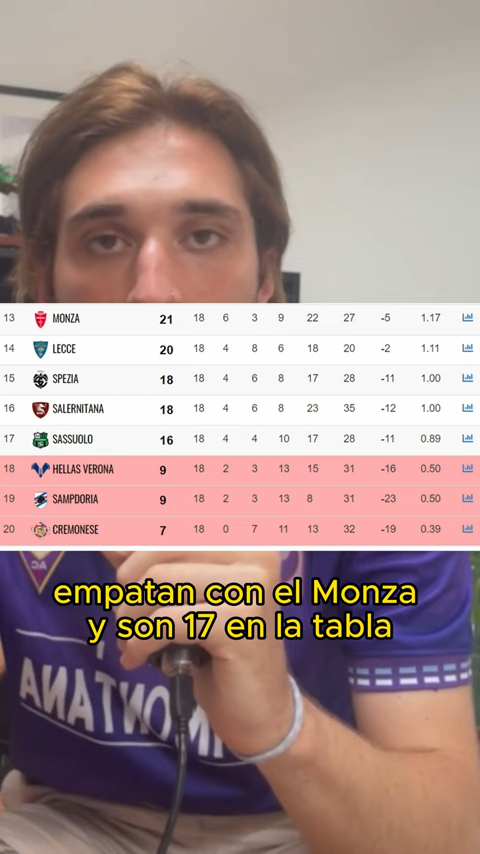 13 MONZA 21 18 6 3 9 22 27 -5 1.17
14 LECCE 20 18 4 8 6 18 20 -2 1.11
15 SPEZIA 18 18 4 6 8 17 28 -11 1.00
16 SALERNITANA 18 18 4 6 8 23 35 -12 1.00
17 SASSUOLO 16 18 4 4 10 17 28 -11 0.89
18 HELLAS VERONA 9 18 2 3 13 15 31 -16 0.50
19 SAMPDORIA 9 18 2 3 13 8 31 -23 0.50
20 CREMONESE 7 18 0 7 11 13 32 -19 0.39
empatan con el Monza
y son 17 en la tabla